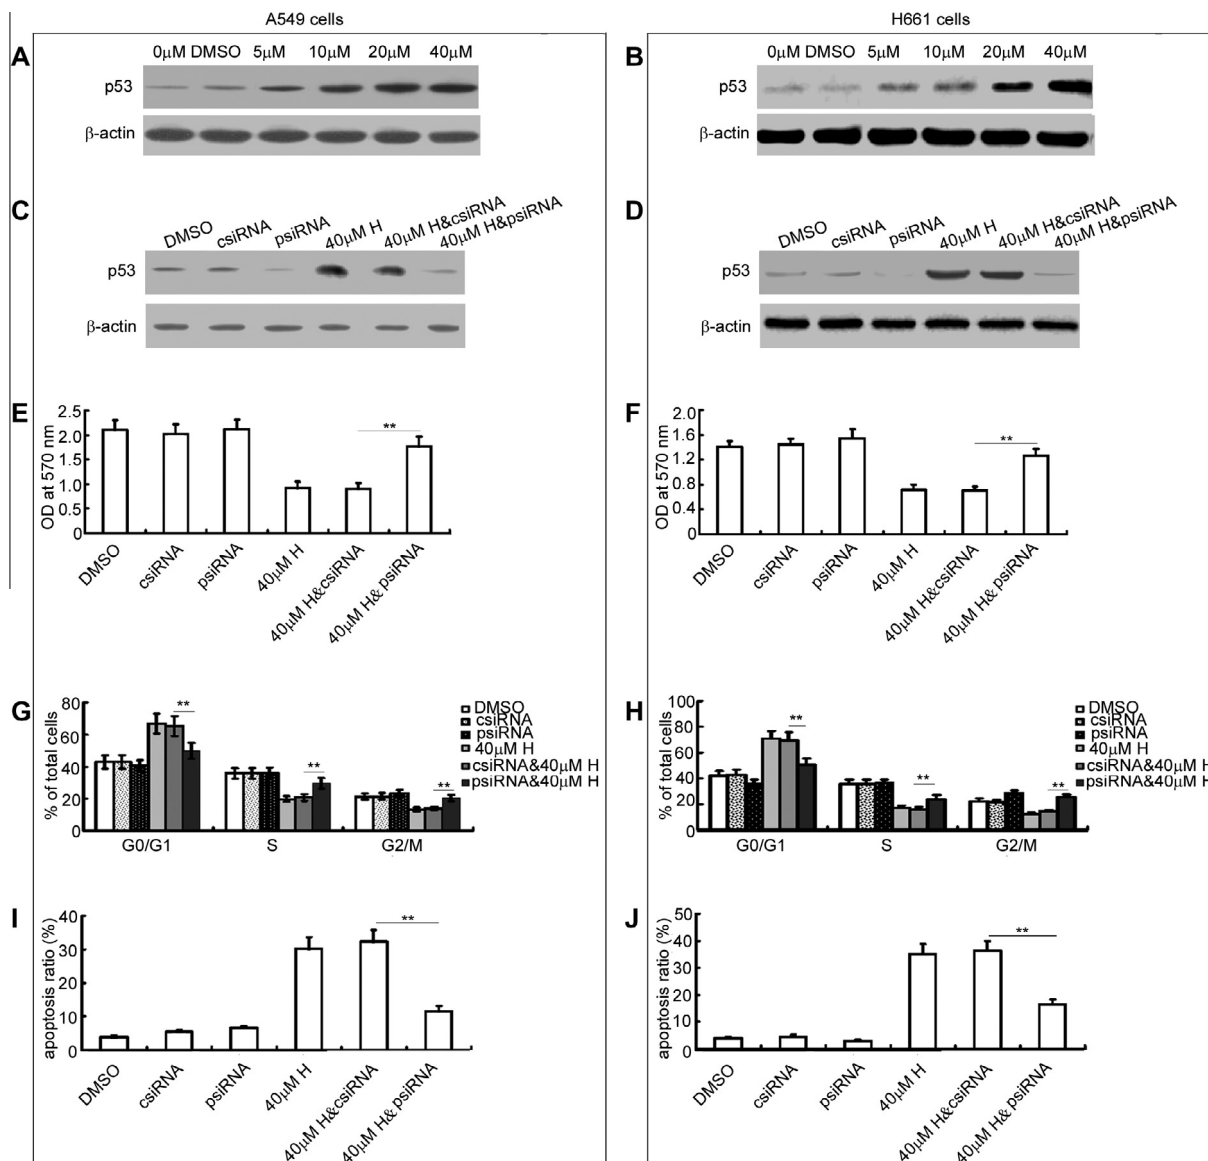 A549 cells
H661 cells
A
0μM DMSO 5μM 10μM 20μM 40μM
p53
β-actin
B
0μM DMSO 5μM 10μM 20μM 40μM
p53
β-actin
C
DMSO csiRNA psiRNA 40μM H 40μM H&csiRNA 40μM H&psiRNA
p53
β-actin
D
DMSO csiRNA psiRNA 40μM H 40μM H&csiRNA 40μM H&psiRNA
p53
β-actin
E
OD at 570 nm
2.5
2.0
1.5
1.0
0.5
0
**
DMSO csiRNA psiRNA 40μM H 40μM H&csiRNA 40μM H& psiRNA
F
OD at 570 nm
2.0
1.6
1.2
0.8
0.4
0
**
DMSO csiRNA psiRNA 40μM H 40μM H&csiRNA 40μM H& psiRNA
G
% of total cells
80
60
40
20
0
** ** **
G0/G1 S G2/M
DMSO
csiRNA
psiRNA
40μM H
csiRNA&40μM H
psiRNA&40μM H
H
% of total cells
100
80
60
40
20
0
** ** **
G0/G1 S G2/M
DMSO
csiRNA
psiRNA
40μM H
csiRNA&40μM H
psiRNA&40μM H
I
apoptosis ratio (%)
40
30
20
10
0
**
DMSO csiRNA psiRNA 40μM H 40μM H&csiRNA 40μM H& psiRNA
J
apoptosis ratio (%)
50
40
30
20
10
0
**
DMSO csiRNA psiRNA 40μM H 40μM H&csiRNA 40μM H& psiRNA